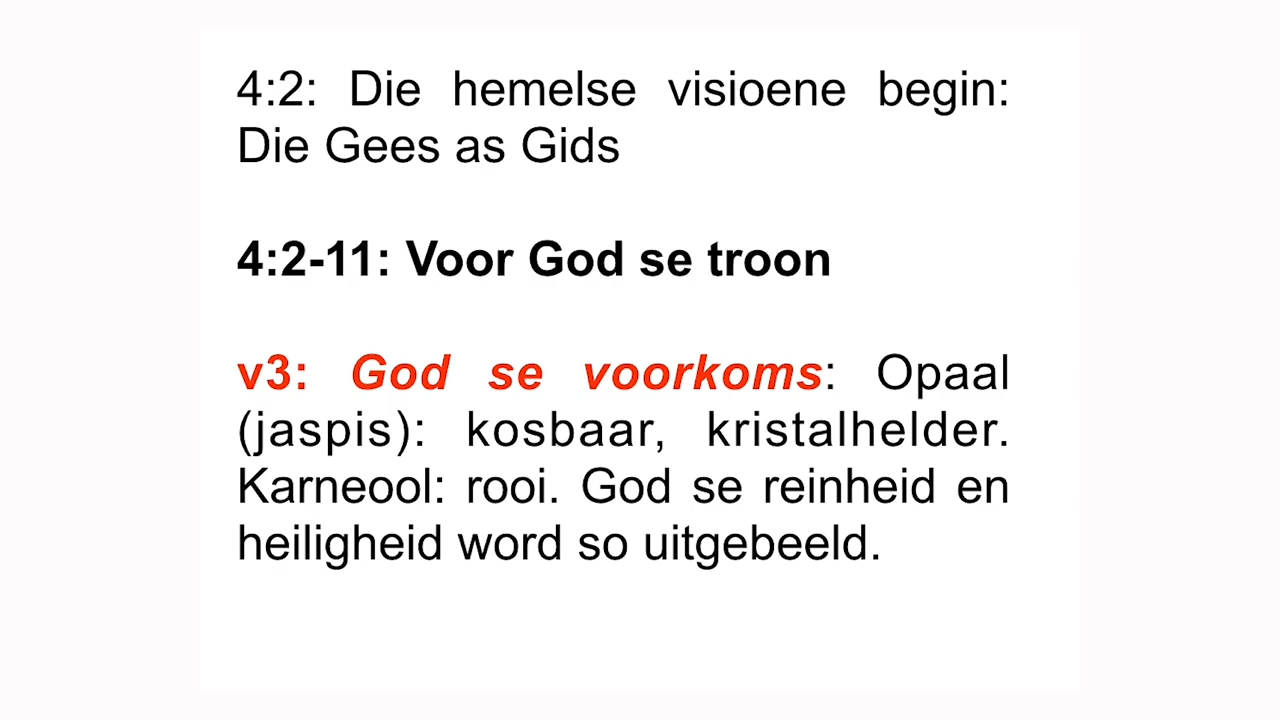 4:2: Die hemelse visioene begin:
Die Gees as Gids
4:2-11: Voor God se troon
v3: God se voorkoms: Opaal
(jaspis): kosbaar, kristalhelder.
Karneool: rooi. God se reinheid en
heiligheid word so uitgebeeld.